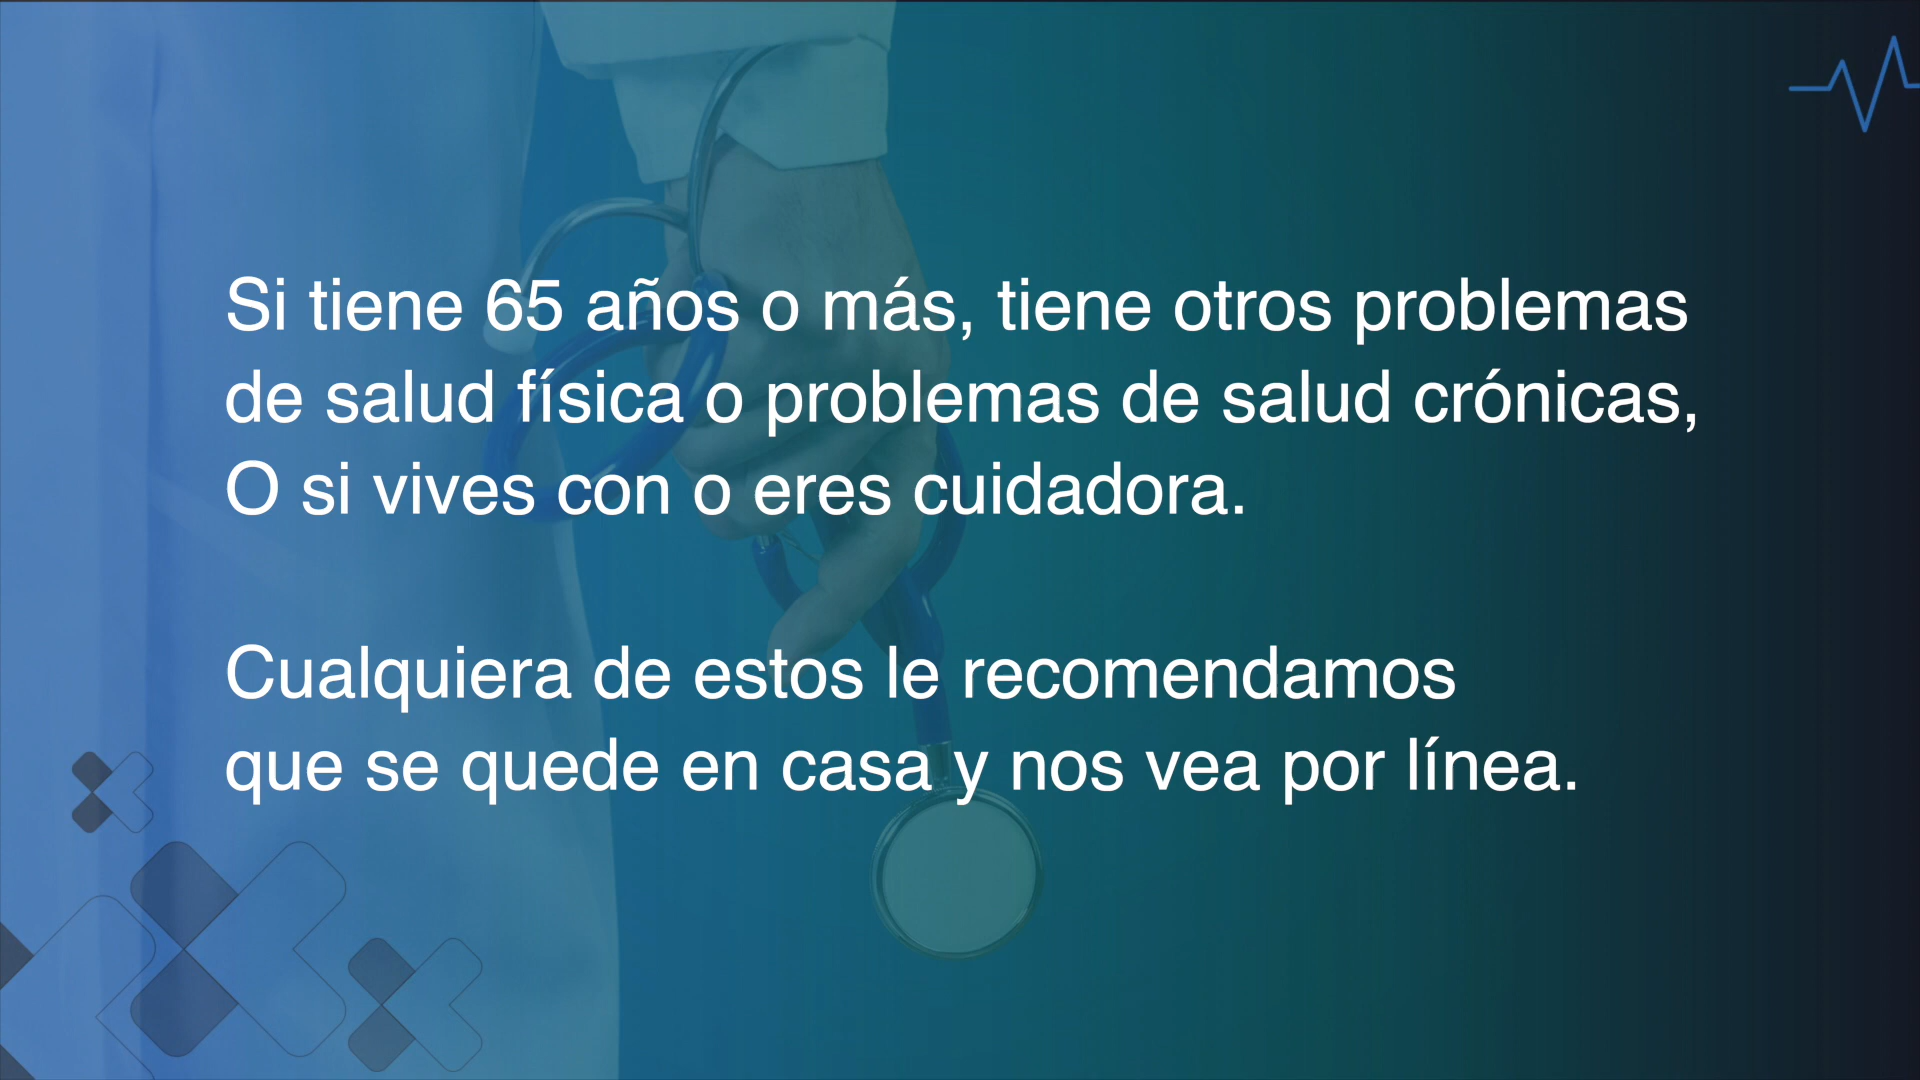 Si tiene 65 años o más, tiene otros problemas
de salud física o problemas de salud crónicas,
O si vives con o eres cuidadora.
Cualquiera de estos le recomendamos
que se quede en casa y nos vea por línea.